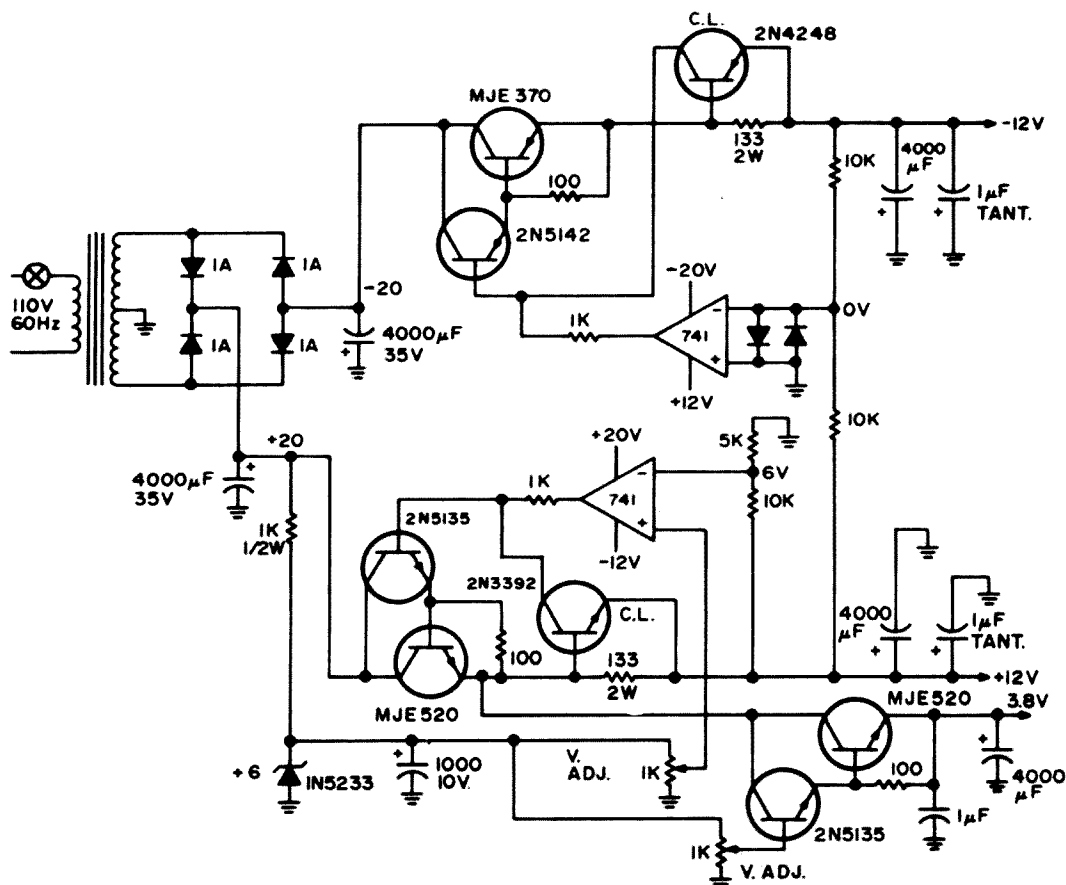 C.L.
2N4248
MJE 370
-12V
133
2W
10K
4000
μF
+
1μF
TANT.
+
100
2N5142
-20V
1A
1A
-20
110V
60Hz
1A
1A
4000μF
35V
+
1K
741
-
+
0V
+12V
10K
+20
+20V
5K
6V
4000μF
35V
+
1K
741
-
+
10K
2N5135
1K
1/2W
-12V
2N3392
C.L.
4000
μF
+
1μF
TANT.
+
100
133
2W
+12V
MJE520
MJE520
3.8V
+6
1N5233
+
1000
10V.
V.
ADJ.
1K
100
+
4000
μF
1μF
2N5135
1K
V. ADJ.